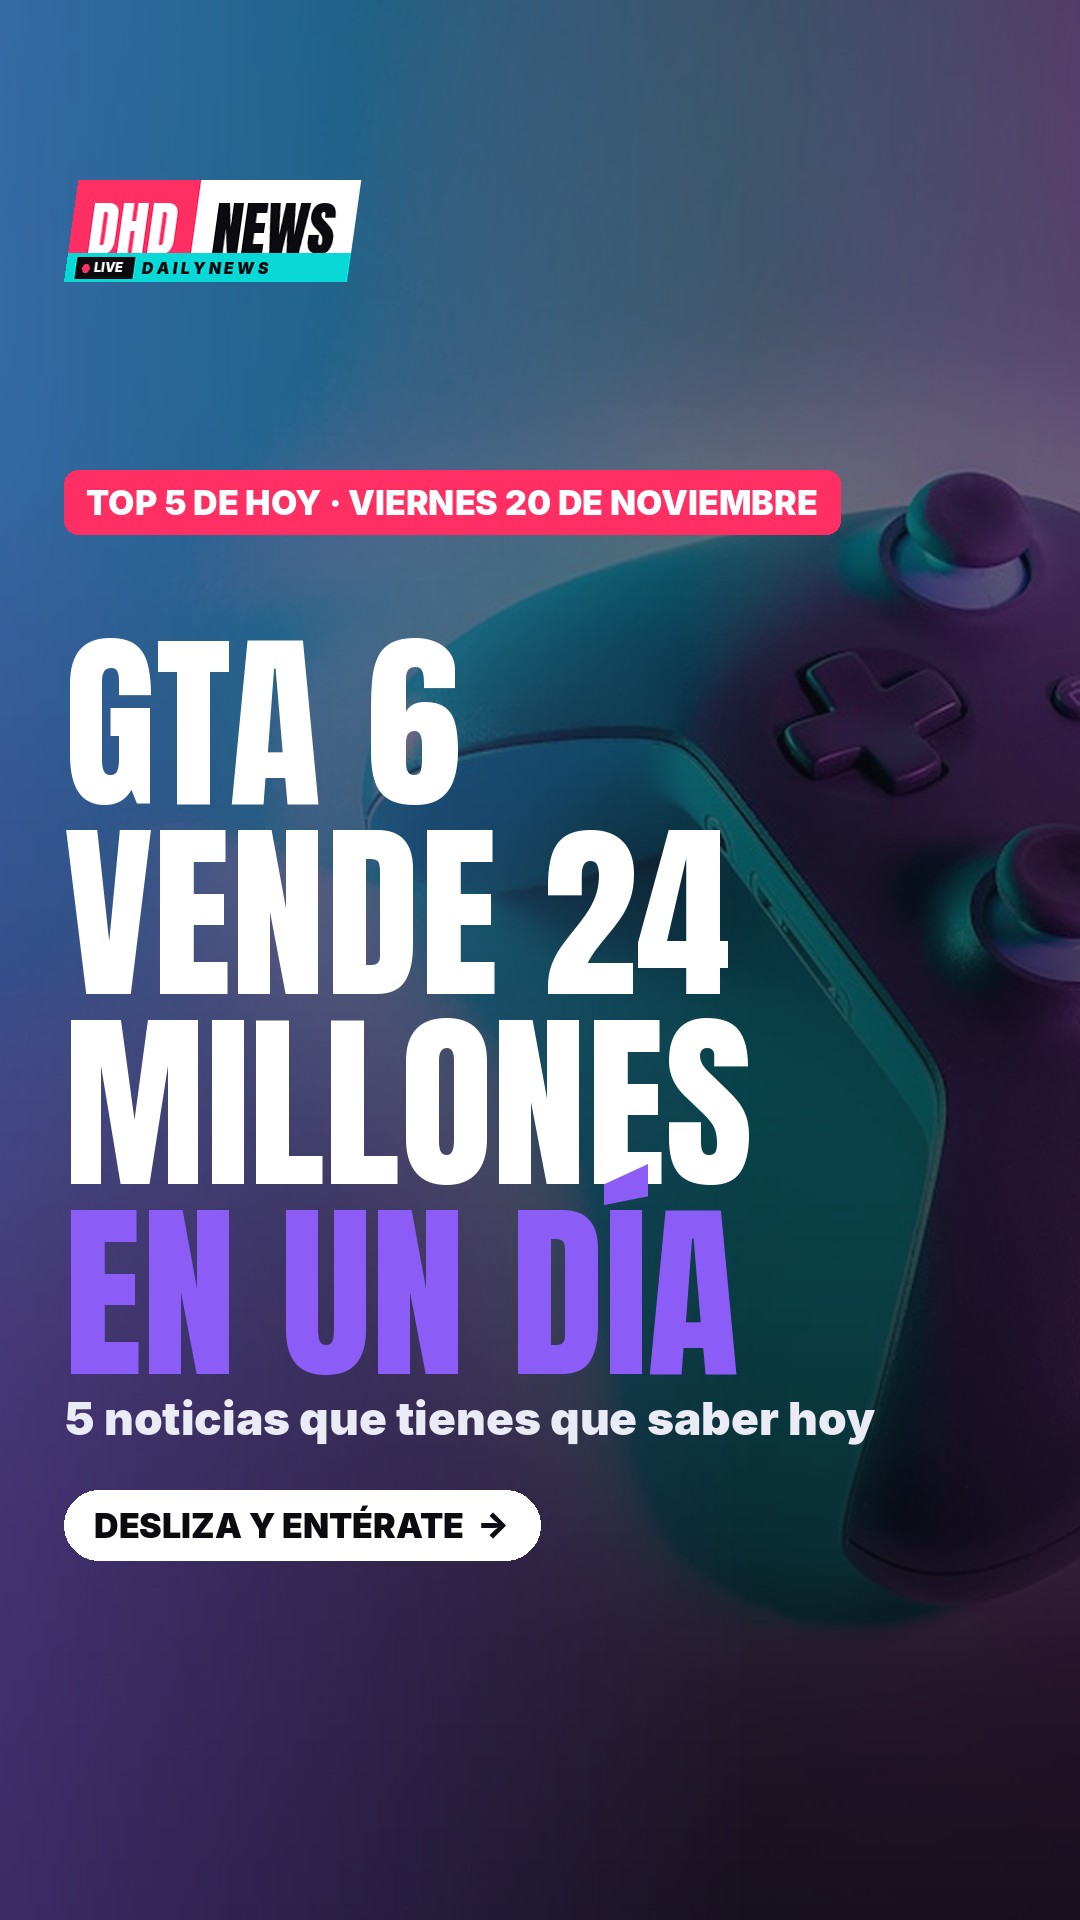 DHD NEWS
LIVE DAILYNEWS
TOP 5 DE HOY · VIERNES 20 DE NOVIEMBRE
GTA 6
VENDE 24
MILLONES
EN UN DÍA
5 noticias que tienes que saber hoy
DESLIZA Y ENTÉRATE →